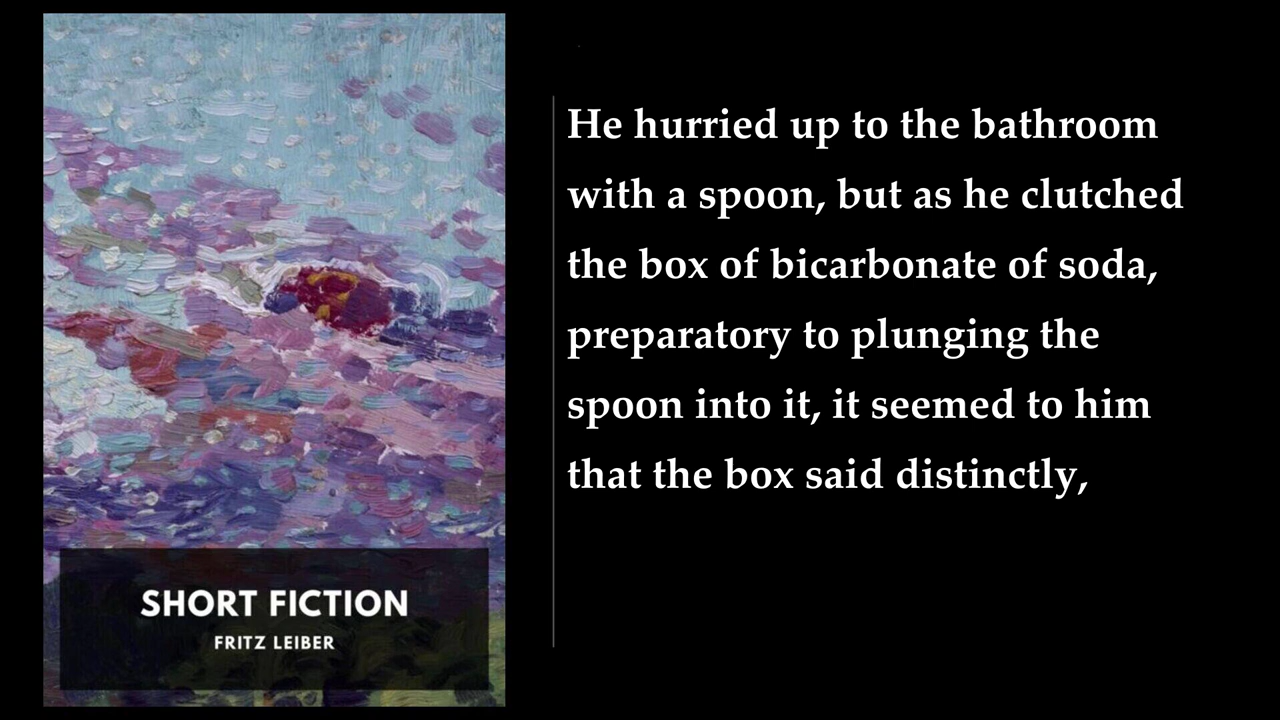 He hurried up to the bathroom
with a spoon, but as he clutched
the box of bicarbonate of soda,
preparatory to plunging the
spoon into it, it seemed to him
that the box said distinctly,
SHORT FICTION
FRITZ LEIBER